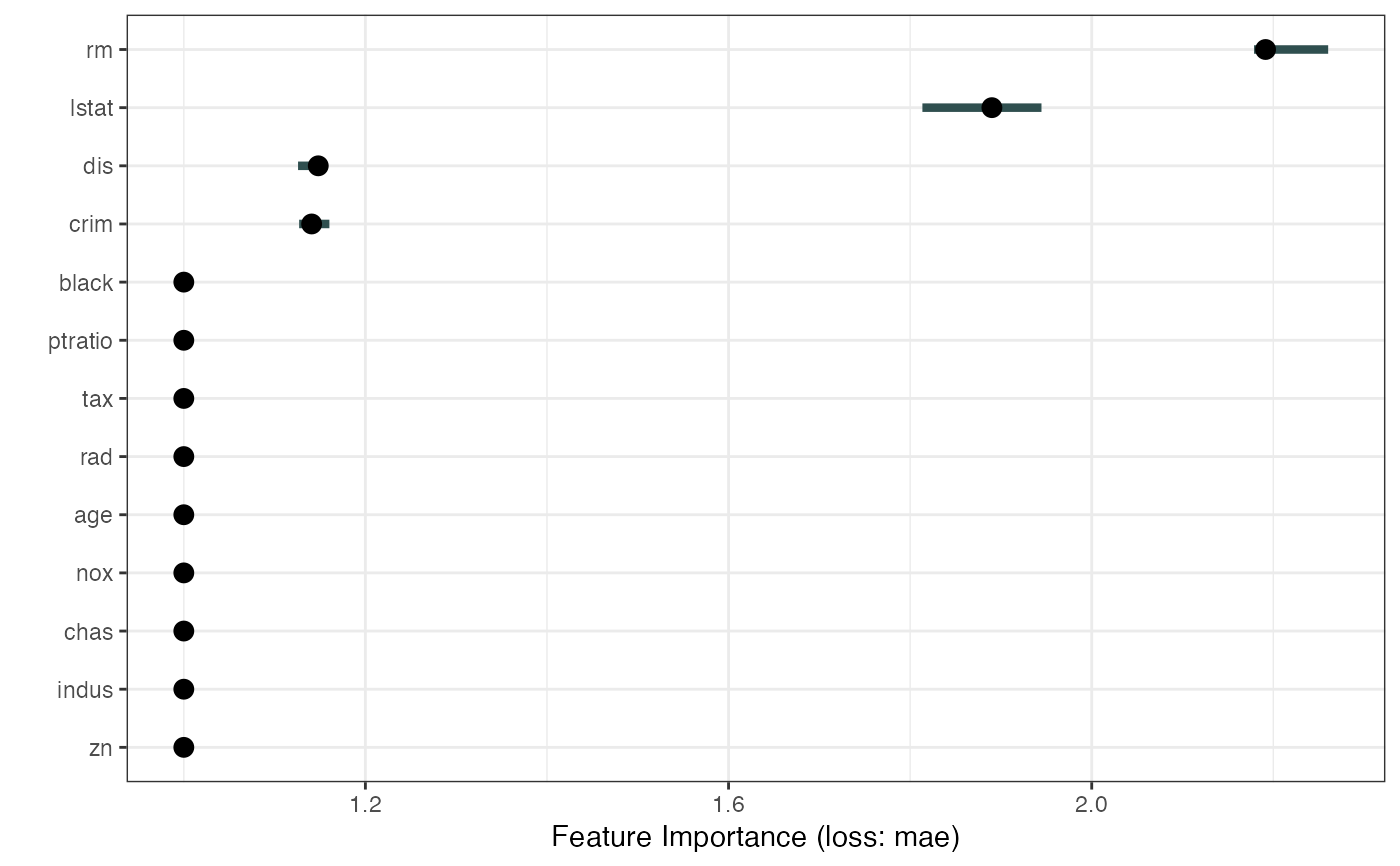 rm
lstat
dis
crim
black
ptratio
tax
rad
age
nox
chas
indus
zn
1.2 1.6 2.0
Feature Importance (loss: mae)